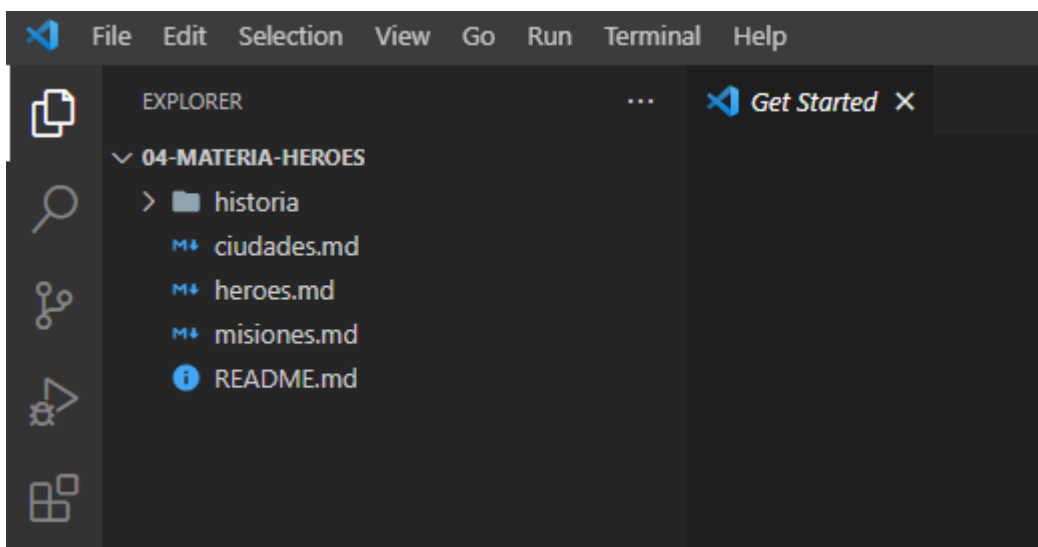 File Edit Selection View Go Run Terminal Help
EXPLORER
Get Started
04-MATERIA-HEROES
historia
ciudades.md
heroes.md
misiones.md
README.md